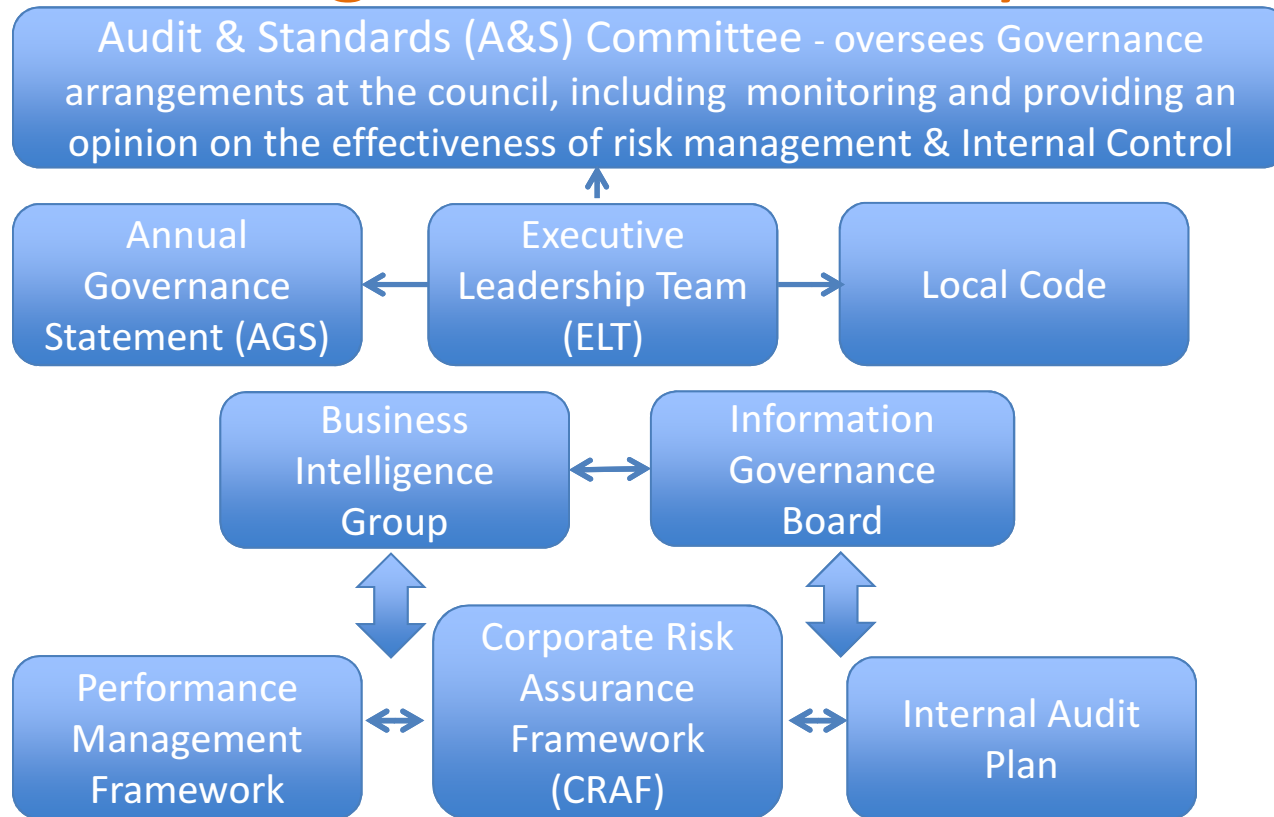 Audit & Standards (A&S) Committee - oversees Governance
arrangements at the council, including monitoring and providing an
opinion on the effectiveness of risk management & Internal Control
Annual
Governance
Statement (AGS)
Executive
Leadership Team
(ELT)
Local Code
Business
Intelligence
Group
Information
Governance
Board
Performance
Management
Framework
Corporate Risk
Assurance
Framework
(CRAF)
Internal Audit
Plan